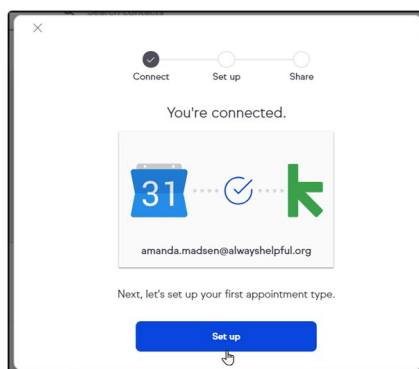 Connect Set up Share
You're connected.
31
amanda.madsen@alwayshelpful.org
Next, let's set up your first appointment type.
Set up